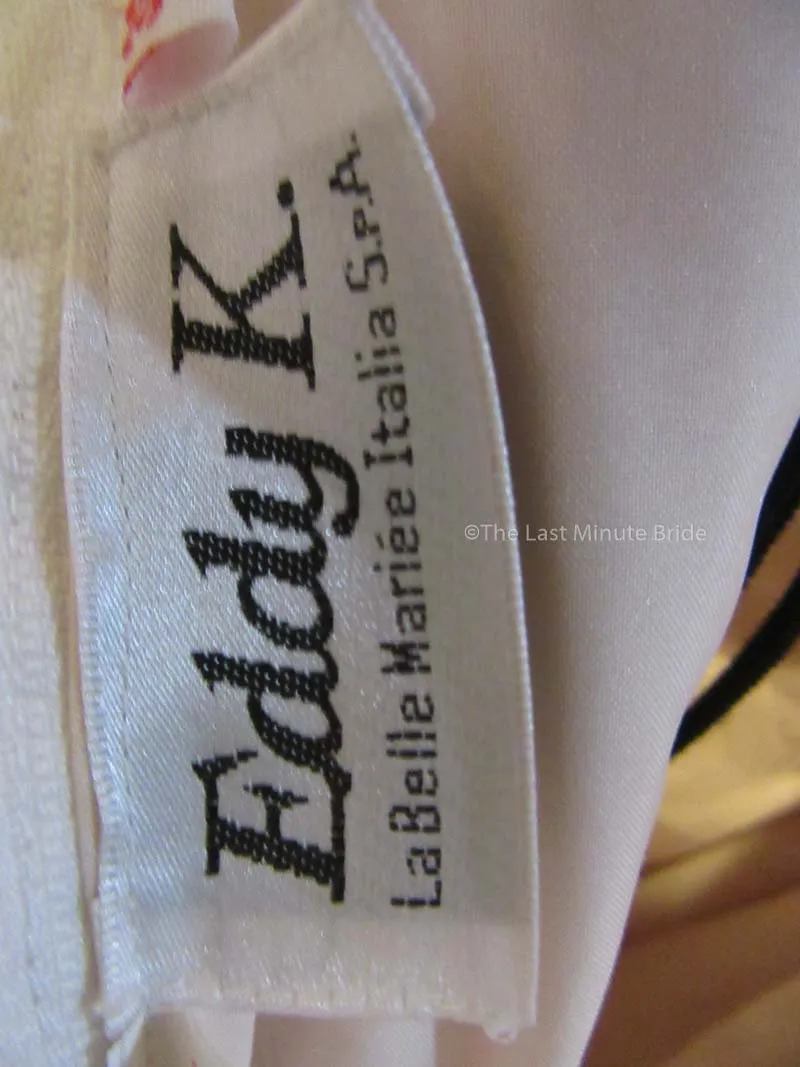 Eddy K.
La Belle Mariée Italia S.p.A.
©The Last Minute Bride